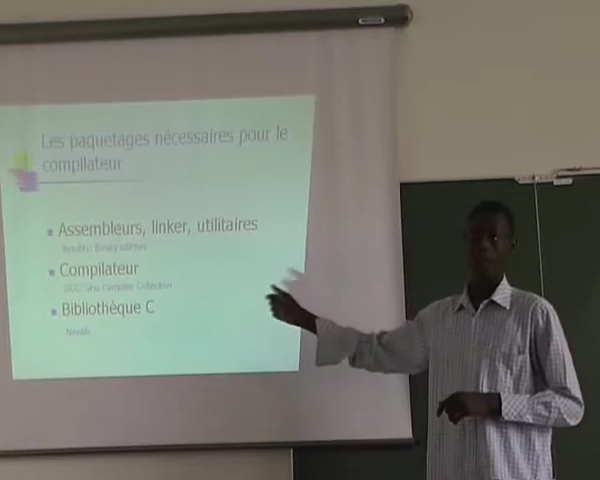 Les paquetages nécessaires pour le
compilateur
Assembleurs, linker, utilitaires
Binutils: Binary Utilities
Compilateur
GCC: Gnu Compiler Collection
Bibliothèque C
Newlib